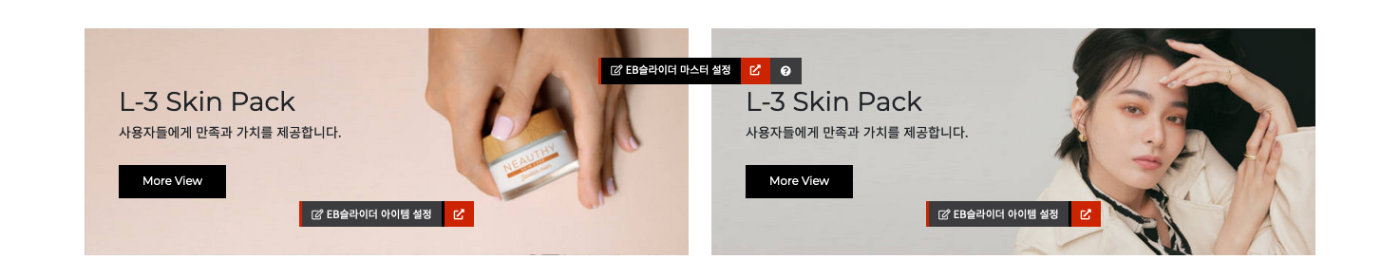 EB슬라이더 마스터 설정
L-3 Skin Pack
사용자들에게 만족과 가치를 제공합니다.
More View
EB슬라이더 아이템 설정
NEAUTHY
L-3 Skin Pack
사용자들에게 만족과 가치를 제공합니다.
More View
EB슬라이더 아이템 설정